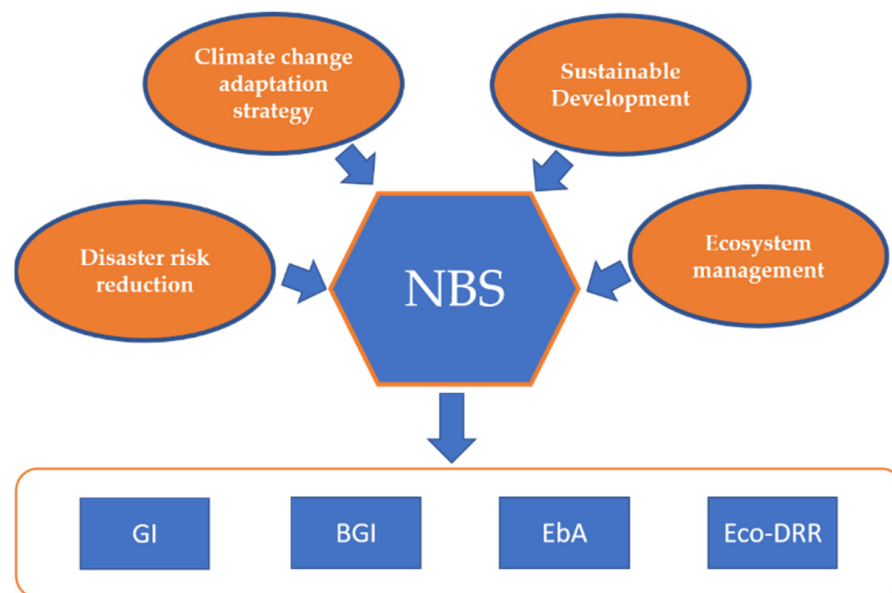 Climate change
adaptation
strategy
Sustainable
Development
Disaster risk
reduction
Ecosystem
management
NBS
GI
BGI
EbA
Eco-DRR